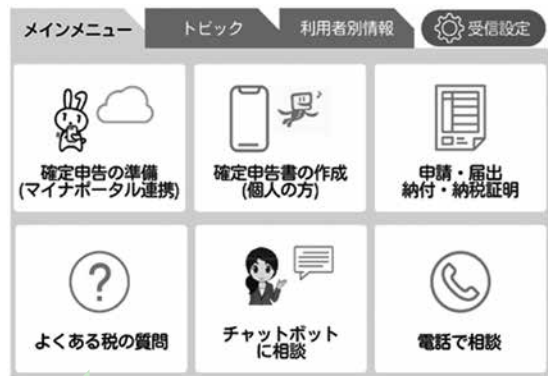 メインメニュー
トピック
利用者別情報
受信設定
確定申告の準備
(マイナポータル連携)
確定申告書の作成
(個人の方)
申請・届出
納付・納税証明
よくある税の質問
チャットボット
に相談
電話で相談